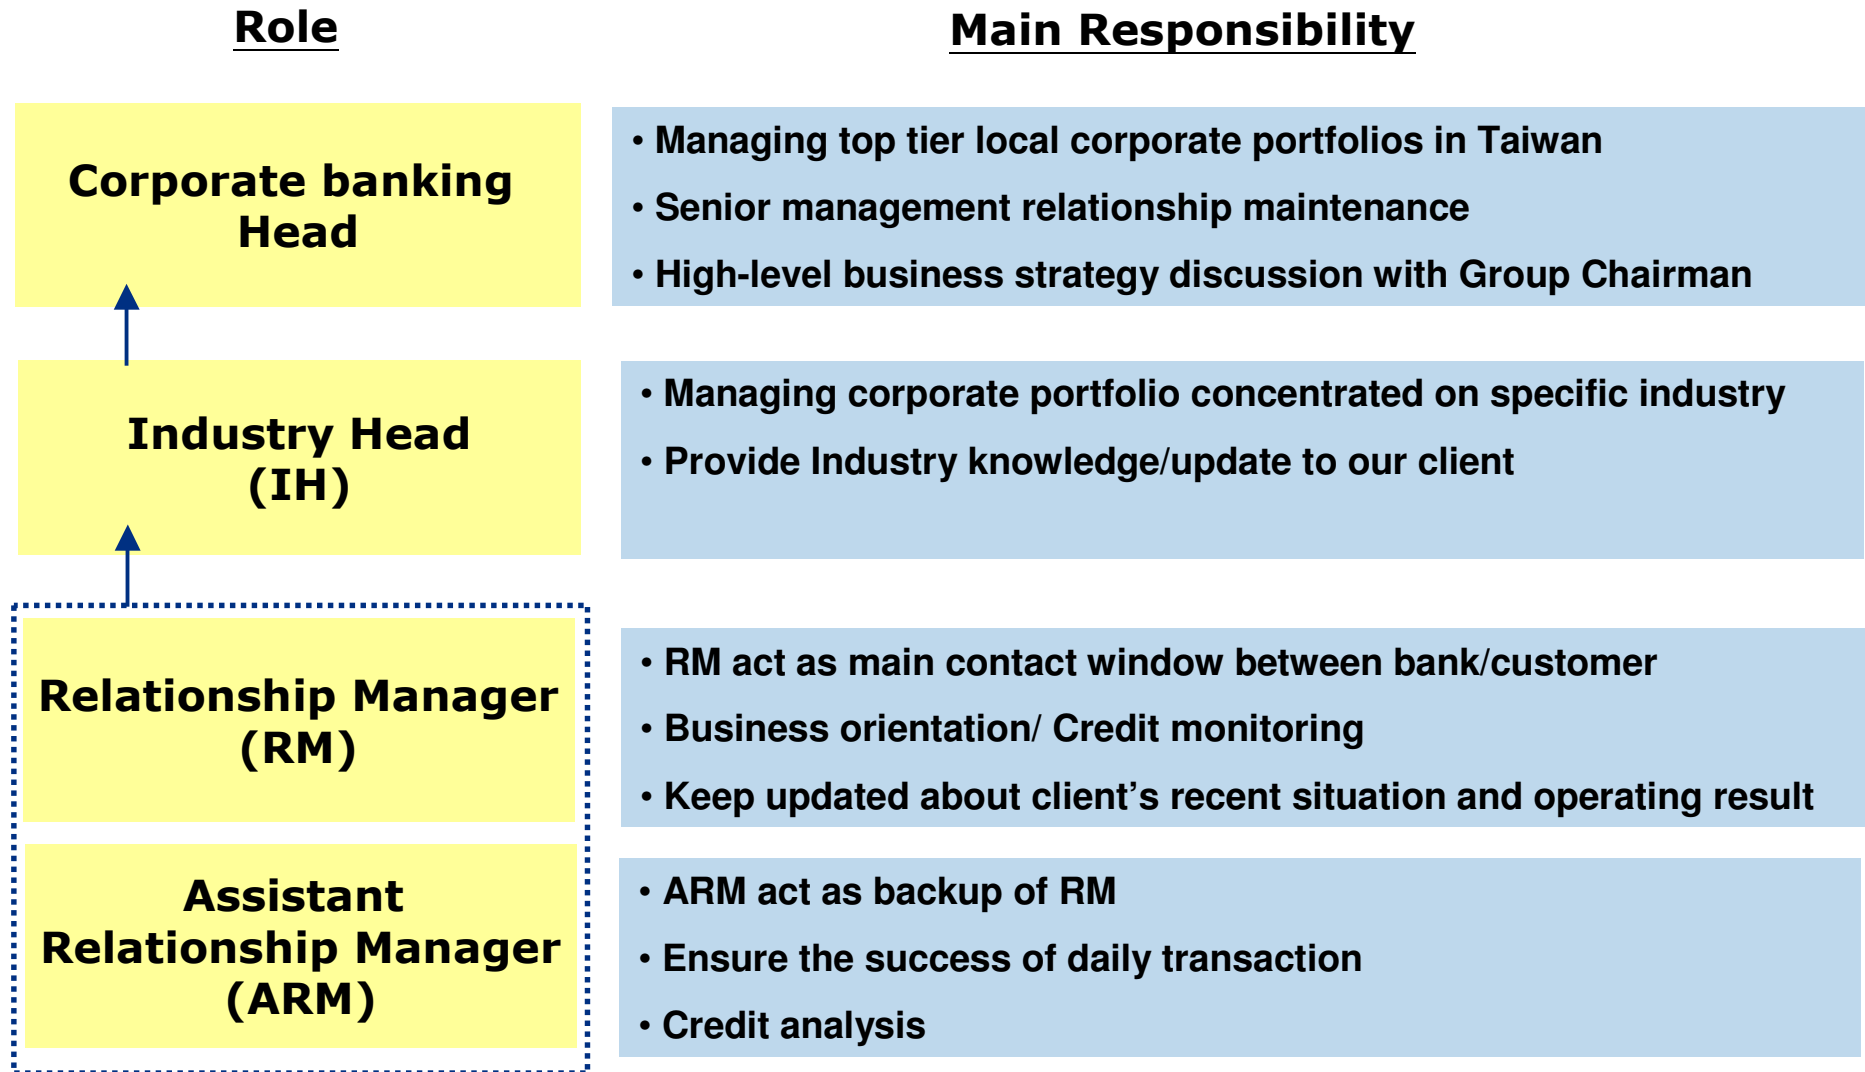 Role
Main Responsibility
Corporate banking
Head
• Managing top tier local corporate portfolios in Taiwan
• Senior management relationship maintenance
• High-level business strategy discussion with Group Chairman
Industry Head
(IH)
• Managing corporate portfolio concentrated on specific industry
• Provide Industry knowledge/update to our client
Relationship Manager
(RM)
• RM act as main contact window between bank/customer
• Business orientation/ Credit monitoring
• Keep updated about client’s recent situation and operating result
Assistant
Relationship Manager
(ARM)
• ARM act as backup of RM
• Ensure the success of daily transaction
• Credit analysis